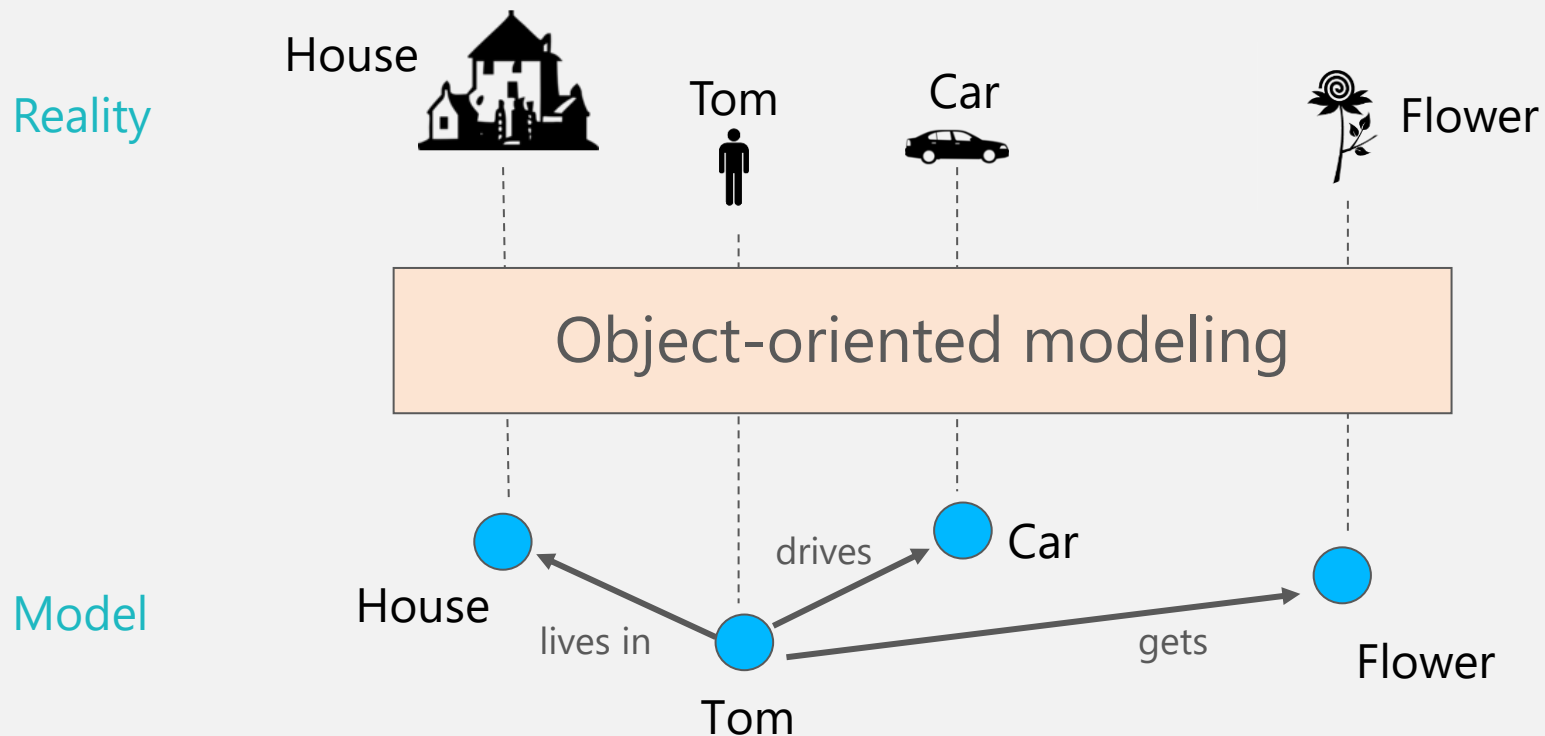 House
Tom
Car
Reality
Flower
Object-oriented modeling
drives
Car
House
Model
lives in
gets
Flower
Tom